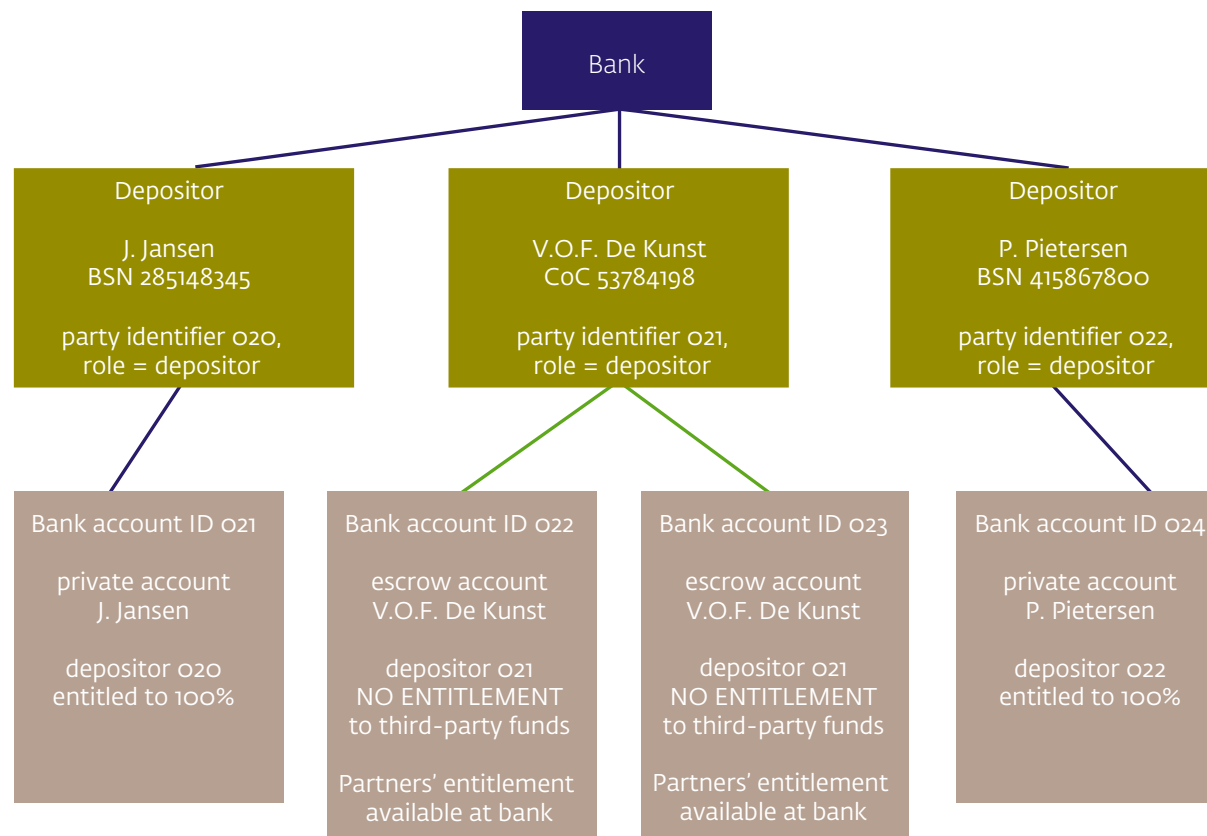 Bank
Depositor
J. Jansen
BSN 285148345
party identifier 020,
role = depositor
Depositor
V.O.F. De Kunst
CoC 53784198
party identifier 021,
role = depositor
Depositor
P. Pietersen
BSN 415867800
party identifier 022,
role = depositor
Bank account ID 021
private account
J. Jansen
depositor 020
entitled to 100%
Bank account ID 022
escrow account
V.O.F. De Kunst
depositor 021
NO ENTITLEMENT
to third-party funds
Partners’ entitlement
available at bank
Bank account ID 023
escrow account
V.O.F. De Kunst
depositor 021
NO ENTITLEMENT
to third-party funds
Partners’ entitlement
available at bank
Bank account ID 024
private account
P. Pietersen
depositor 022
entitled to 100%